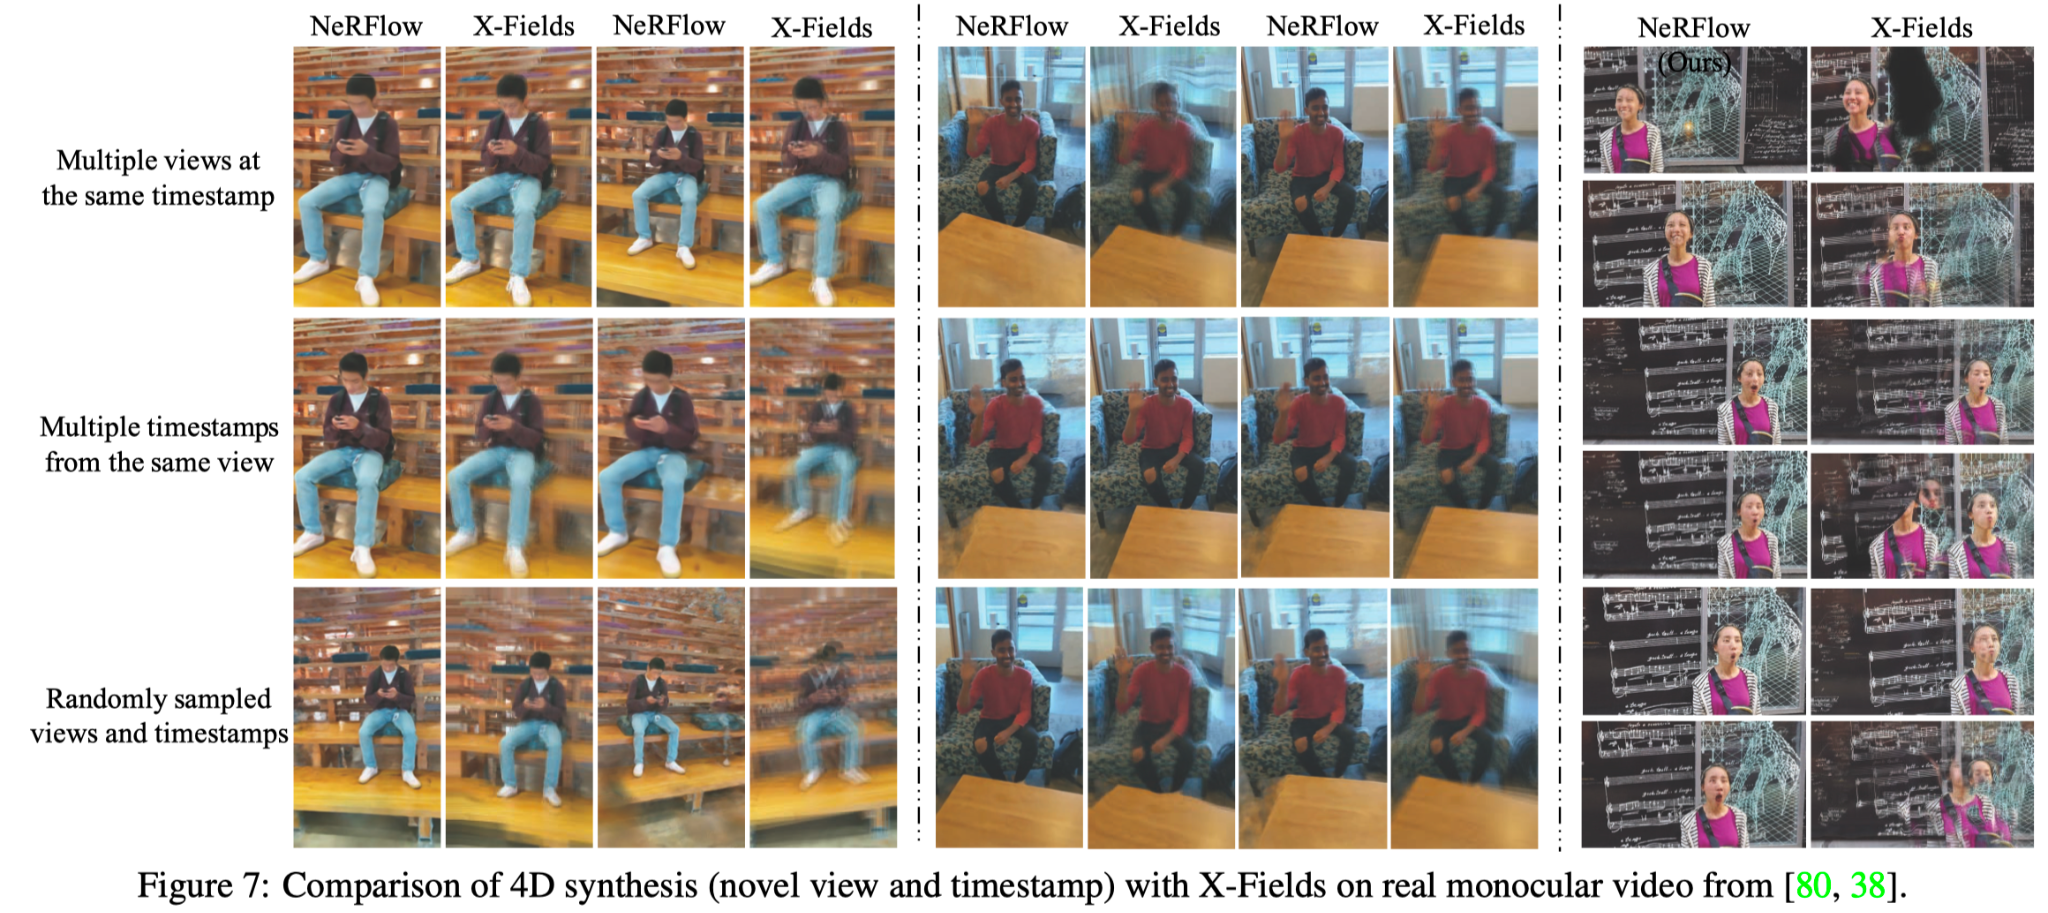 NeRFlow X-Fields NeRFlow X-Fields NeRFlow X-Fields NeRFlow X-Fields NeRFlow X-Fields
(Ours)
Multiple views at
the same timestamp
Multiple timestamps
from the same view
Randomly sampled
views and timestamps
Figure 7: Comparison of 4D synthesis (novel view and timestamp) with X-Fields on real monocular video from [80, 38].